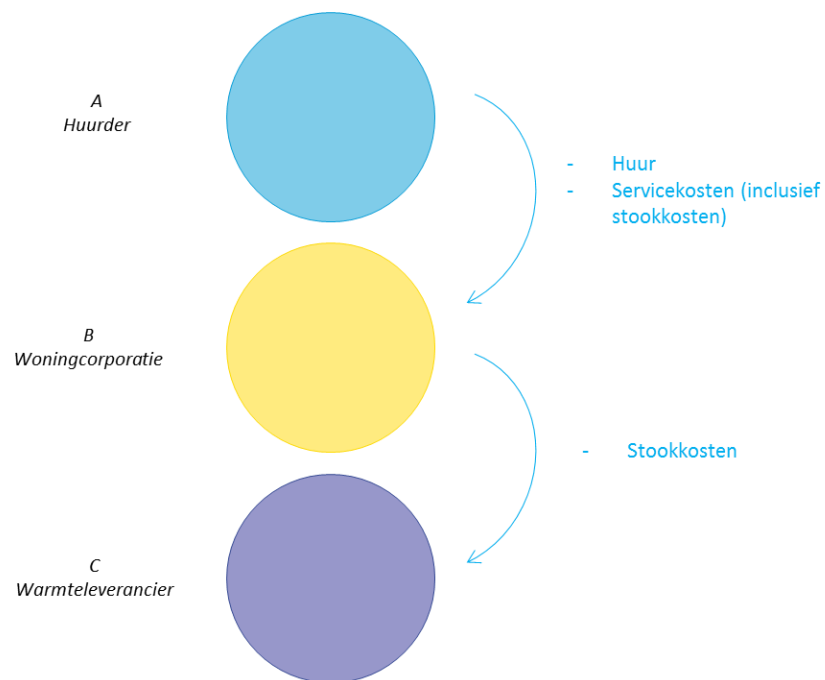 A
Huurder
- Huur
- Servicekosten (inclusief
stookkosten)
B
Woningcorporatie
- Stookkosten
C
Warmteleverancier